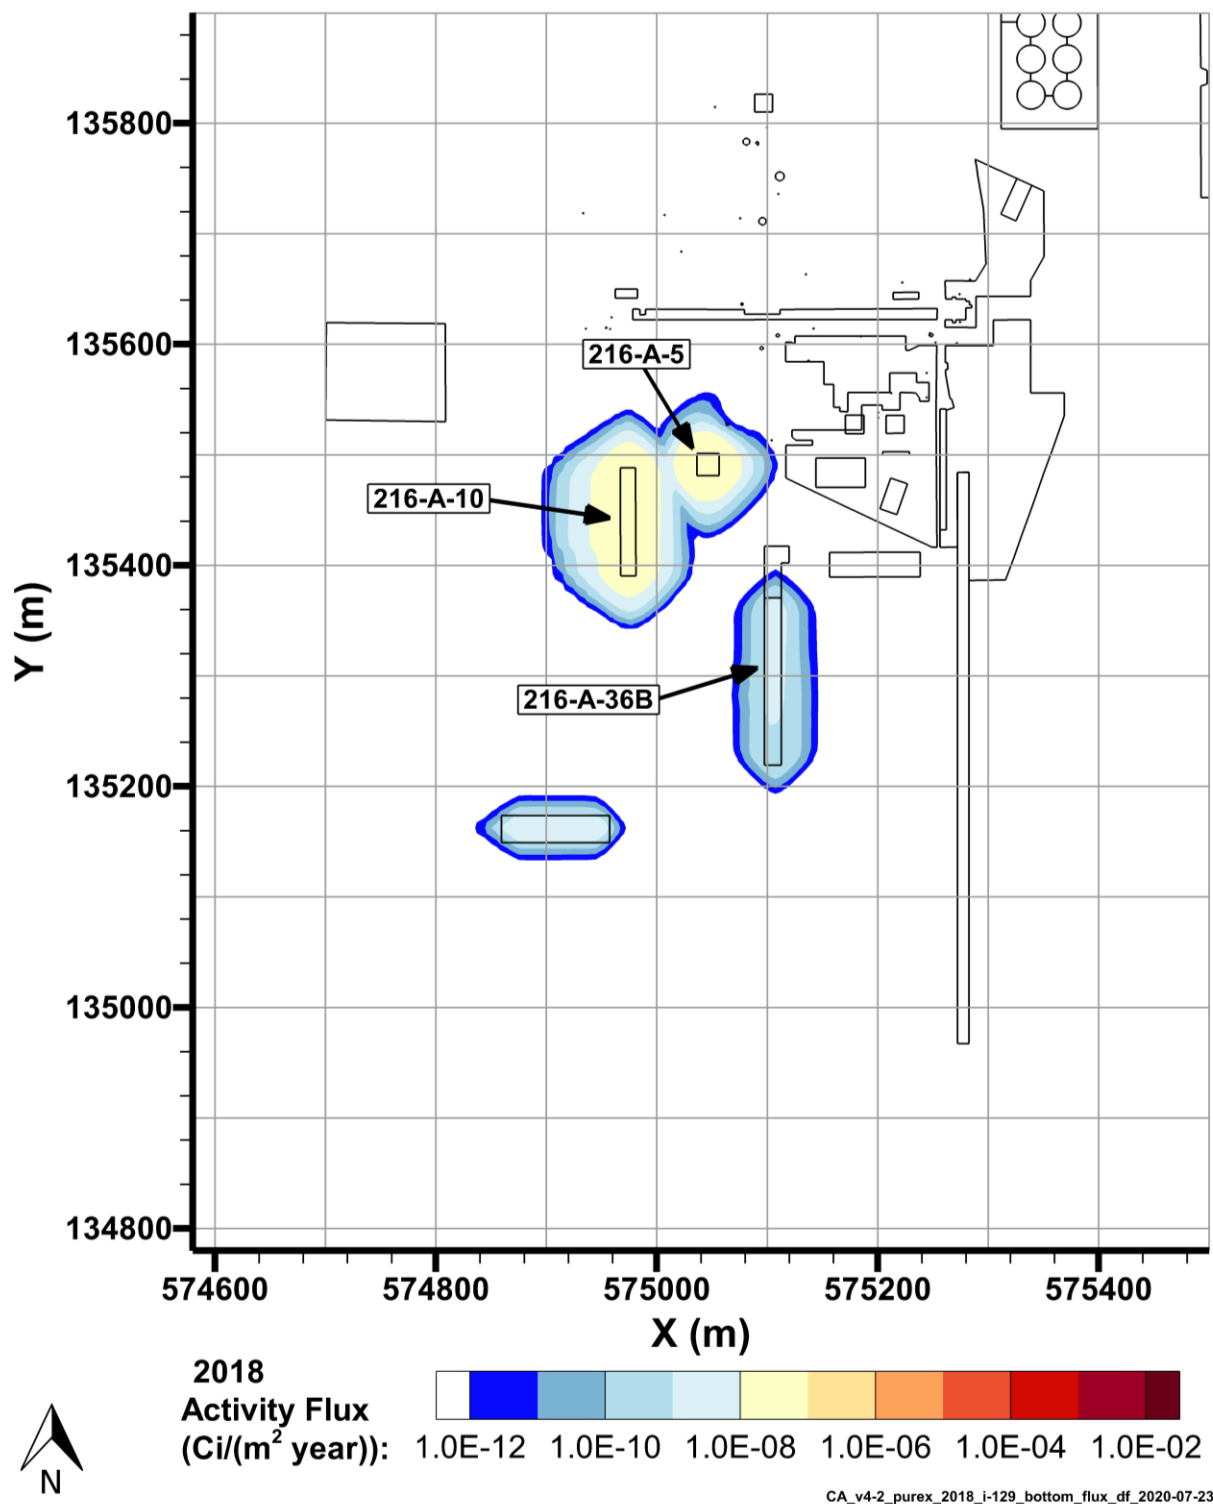 135800
135600
216-A-5
216-A-10
135400
Y (m)
216-A-36B
135200
135000
134800
574600 574800 575000 575200 575400
X (m)
2018
Activity Flux
(Ci/(m² year)):
1.0E-12 1.0E-10 1.0E-08 1.0E-06 1.0E-04 1.0E-02
N
CA_v4-2_purex_2018_i-129_bottom_flux_df_2020-07-23